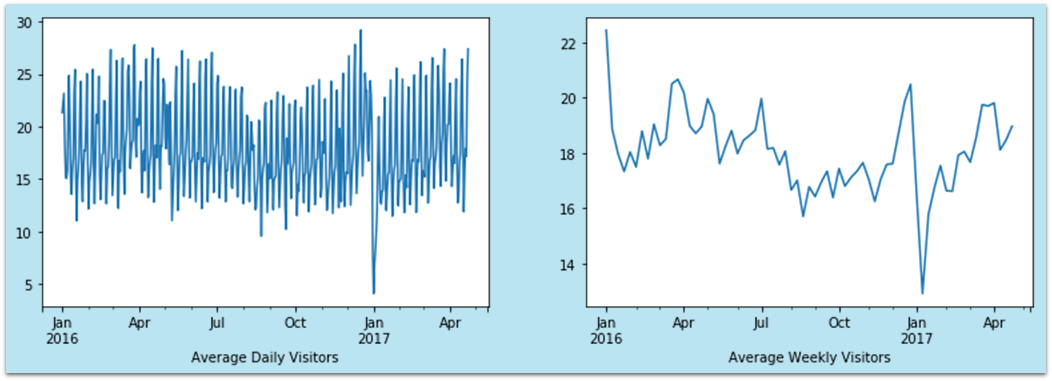 30
25
20
15
10
5
Jan
2016
Apr
Jul
Oct
Jan
2017
Apr
Average Daily Visitors
22
20
18
16
14
Jan
2016
Apr
Jul
Oct
Jan
2017
Apr
Average Weekly Visitors